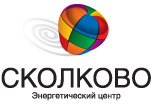 СКОЛКОВО
Энергетический центр